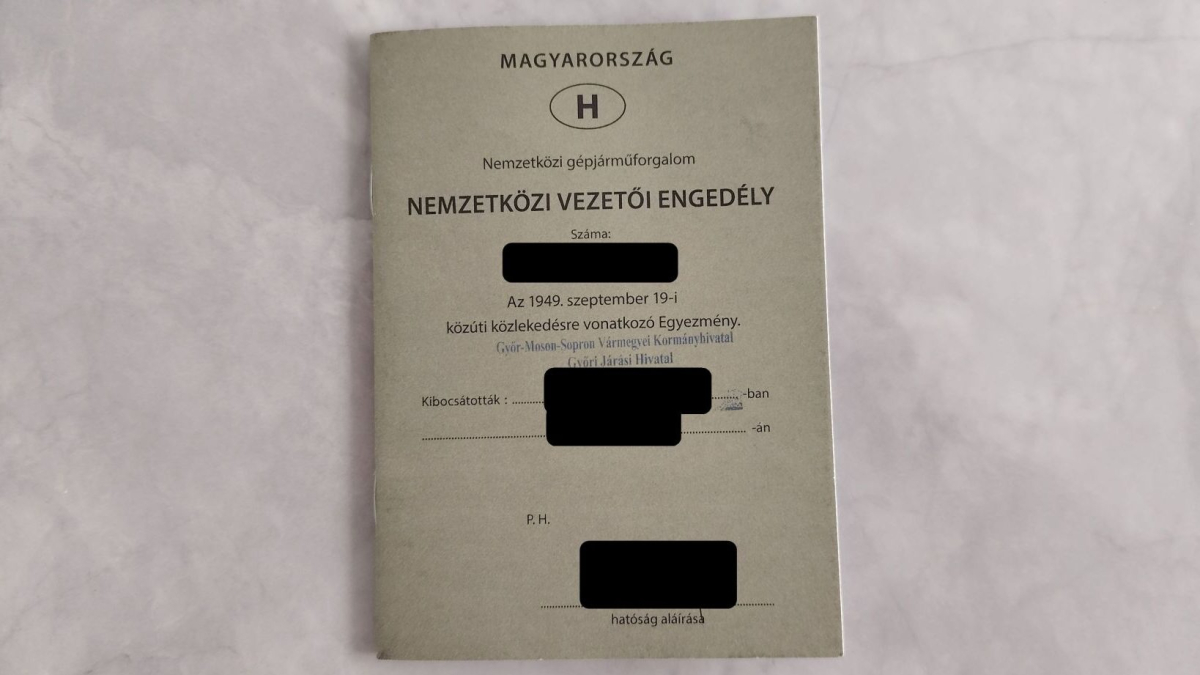 MAGYARORSZÁG
H
Nemzetközi gépjárműforgalom
NEMZETKÖZI VEZETŐI ENGEDÉLY
Száma:
Az 1949. szeptember 19-i
közúti közlekedésre vonatkozó Egyezmény.
Győr-Moson-Sopron Vármegyei Kormányhivatal
Győri Járási Hivatal
Kibocsátották : -ban
-án
P. H.
hatóság aláírása